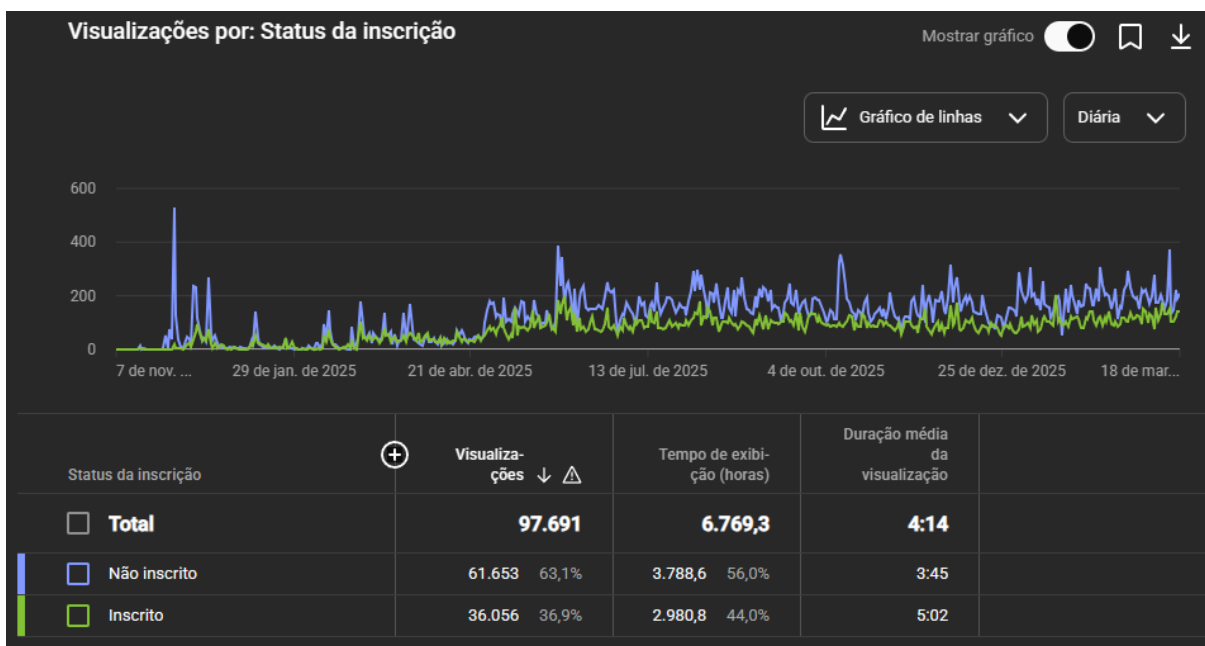 Visualizações por: Status da inscrição
Mostrar gráfico
Gráfico de linhas
Diária
600
400
200
0
7 de nov. ...
29 de jan. de 2025
21 de abr. de 2025
13 de jul. de 2025
4 de out. de 2025
25 de dez. de 2025
18 de mar...
Status da inscrição
Visualiza-
ções
Tempo de exibi-
ção (horas)
Duração média
da
visualização
Total 97.691 6.769,3 4:14
Não inscrito 61.653 63,1% 3.788,6 56,0% 3:45
Inscrito 36.056 36,9% 2.980,8 44,0% 5:02